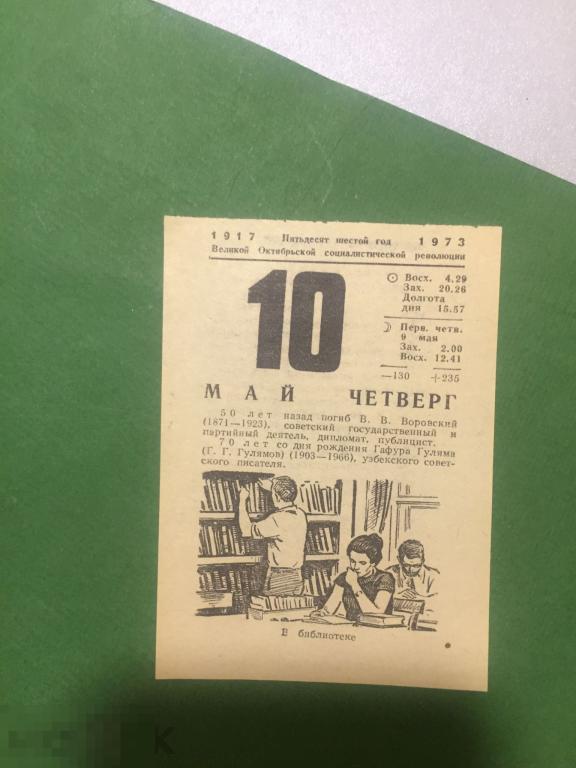 1917 Пятьдесят шестой год 1973
Великой Октябрьской социалистической революции
10
Восх. 4.29
Зах. 20.26
Долгота
дня 15.57
Перв. четв.
9 мая
Зах. 2.00
Восх. 12.41
—130 +235
МАЙ ЧЕТВЕРГ
50 лет назад погиб В. В. Воровский
(1871—1923), советский государственный и
партийный деятель, дипломат, публицист.
70 лет со дня рождения Гафура Гуляма
(Г. Г. Гулямов) (1903—1966), узбекского совет-
ского писателя.
В библиотеке